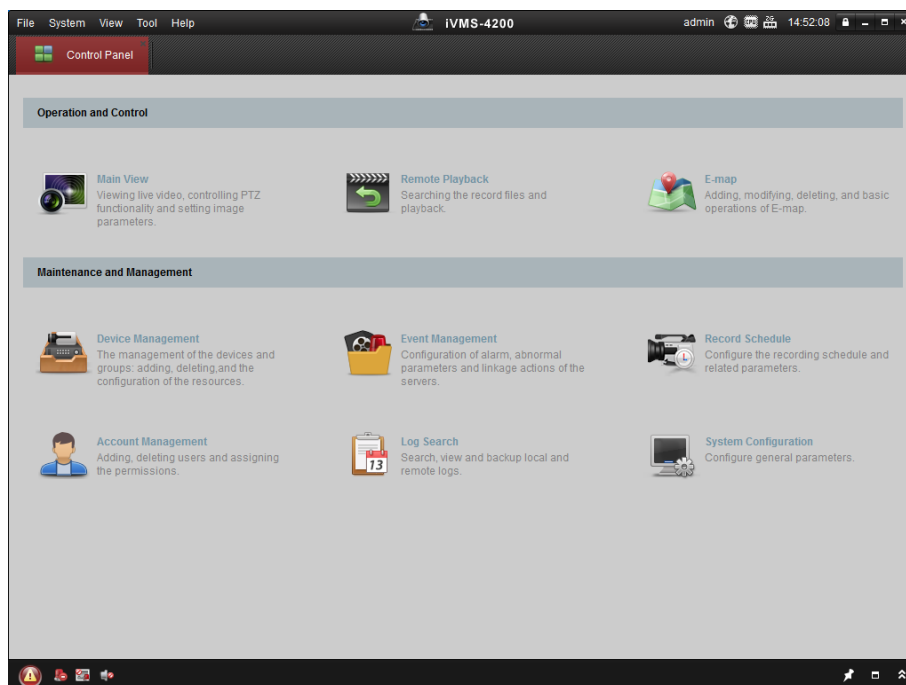 File System View Tool Help
iVMS-4200
admin 14:52:08
Control Panel
Operation and Control
Main View
Viewing live video, controlling PTZ
functionality and setting image
parameters.
Remote Playback
Searching the record files and
playback.
E-map
Adding, modifying, deleting, and basic
operations of E-map.
Maintenance and Management
Device Management
The management of the devices and
groups: adding, deleting,and the
configuration of the resources.
Event Management
Configuration of alarm, abnormal
parameters and linkage actions of the
servers.
Record Schedule
Configure the recording schedule and
related parameters.
Account Management
Adding, deleting users and assigning
the permissions.
13
Log Search
Search, view and backup local and
remote logs.
System Configuration
Configure general parameters.